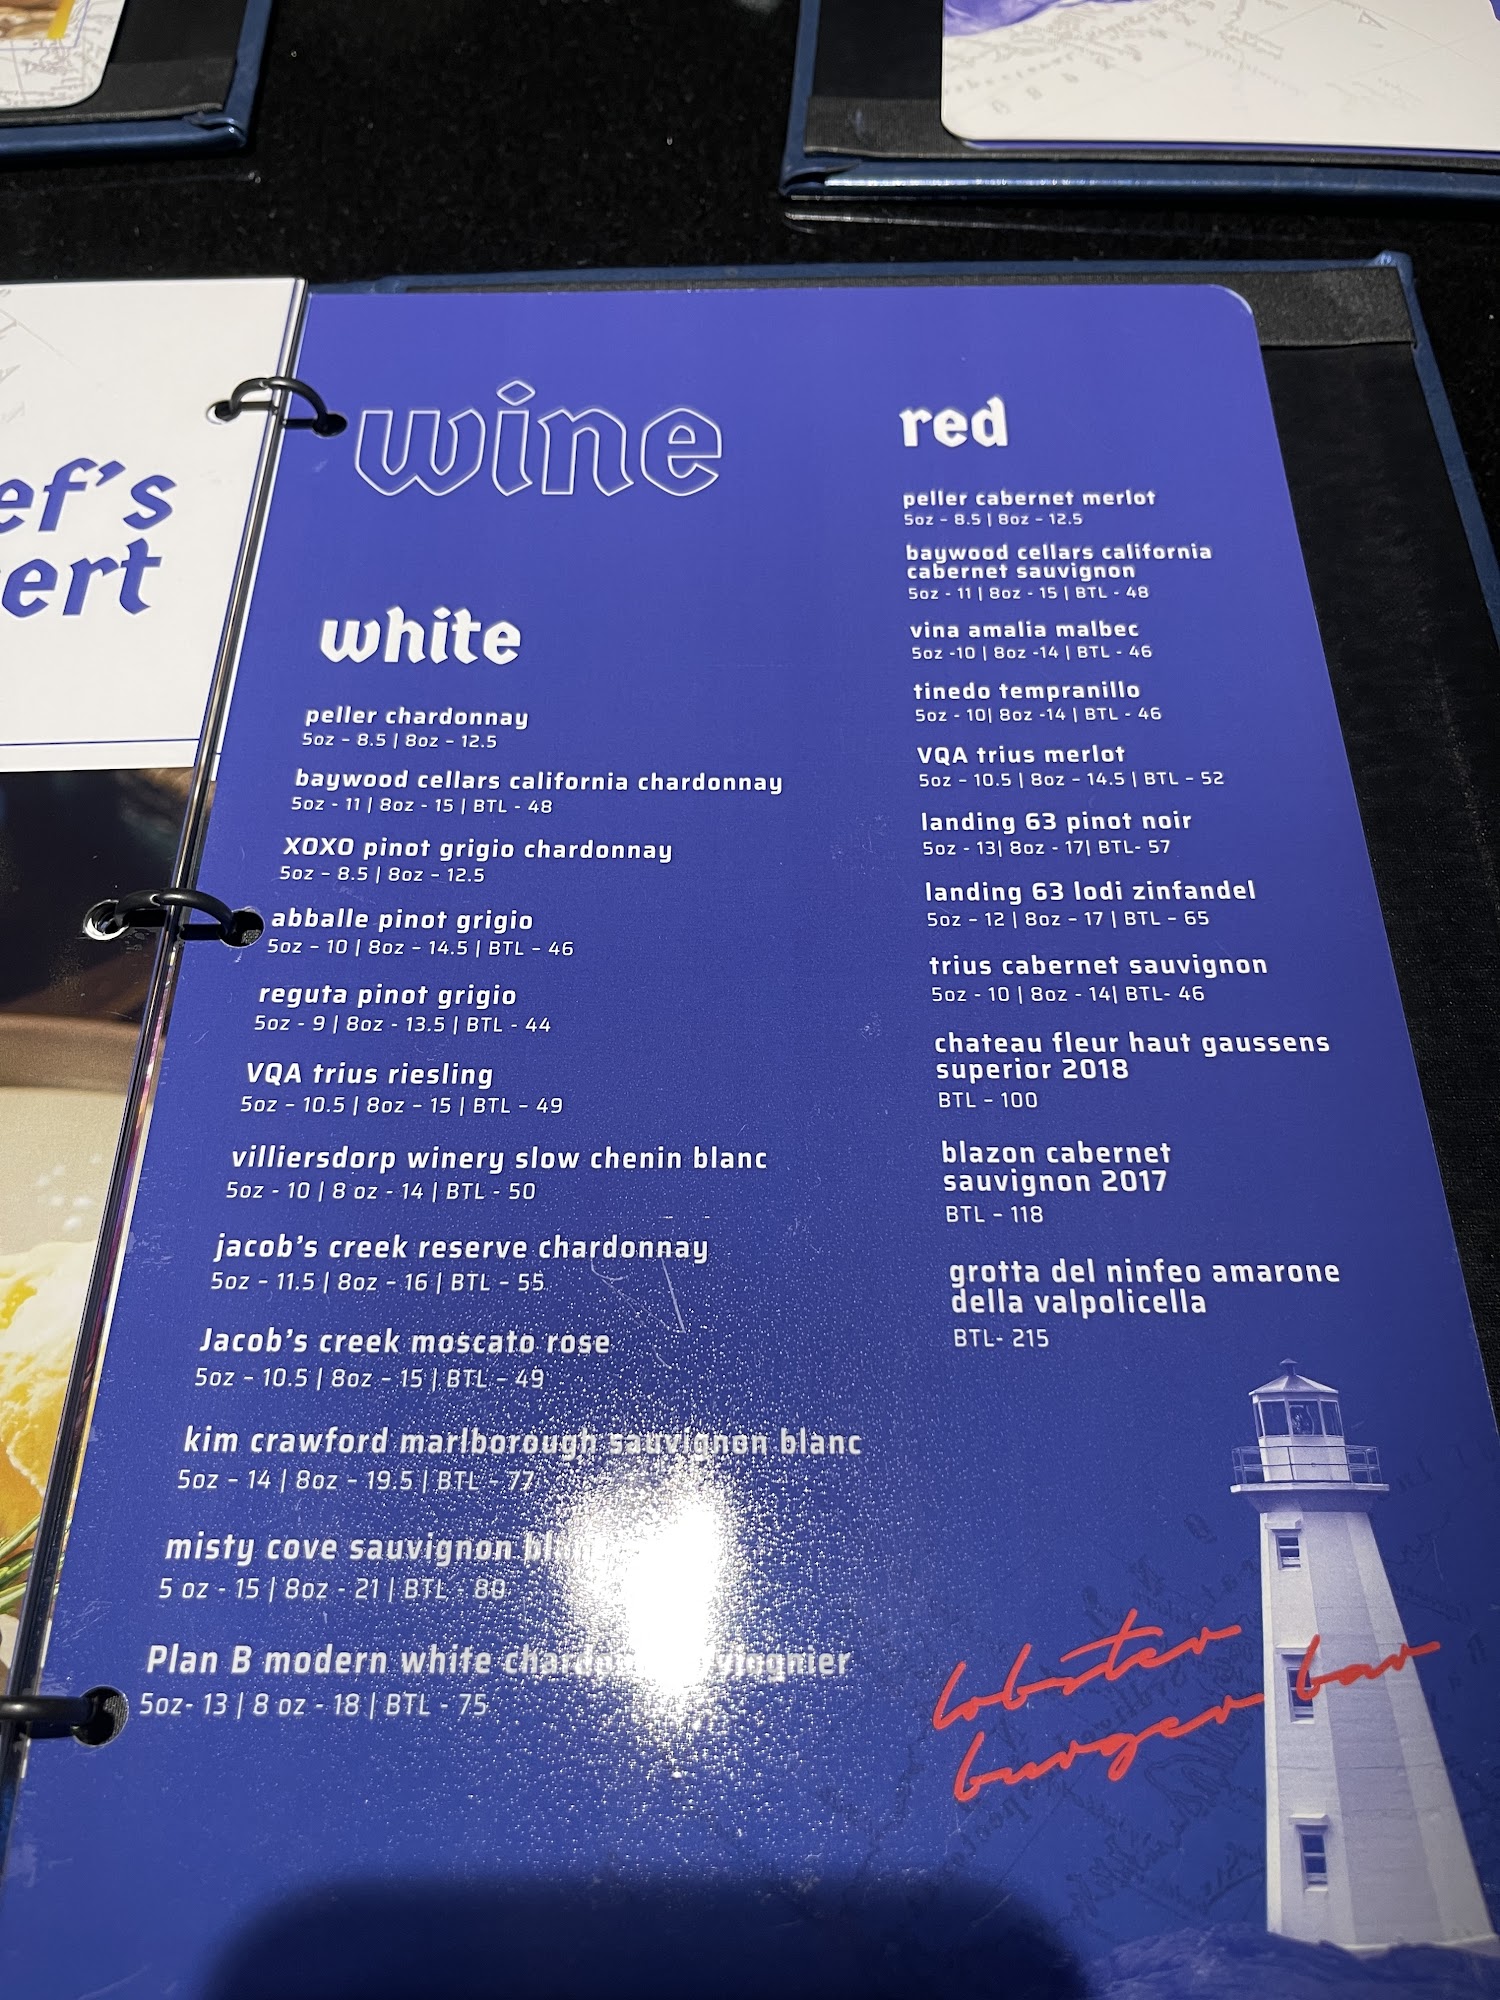 ef's
ert
wine
white
peller chardonnay
5oz - 8.5 | 8oz - 12.5
baywood cellars california chardonnay
5oz - 11 | 8oz - 15 | BTL - 48
XOXO pinot grigio chardonnay
5oz - 8.5 | 8oz - 12.5
abballe pinot grigio
5oz - 10 | 8oz - 14.5 | BTL - 46
reguta pinot grigio
5oz - 9 | 8oz - 13.5 | BTL - 44
VQA trius riesling
5oz - 10.5 | 8oz - 15 | BTL - 49
villiersdorp winery slow chenin blanc
5oz - 10 | 8 oz - 14 | BTL - 50
jacob's creek reserve chardonnay
5oz - 11.5 | 8oz - 16 | BTL - 55
Jacob's creek moscato rose
5oz - 10.5 | 8oz - 15 | BTL - 49
kim crawford marlborough sauvignon blanc
5oz - 14 | 8oz - 19.5 | BTL - 77
misty cove sauvignon
5 oz - 15 | 8oz - 21 | BTL - 80
Plan B modern white viognier
5oz- 13 | 8 oz - 18 | BTL - 75
red
peller cabernet merlot
5oz - 8.5 | 8oz - 12.5
baywood cellars california
cabernet sauvignon
5oz - 11 | 8oz - 15 | BTL - 48
vina amalia malbec
5oz -10 | 8oz -14 | BTL - 46
tinedo tempranillo
5oz - 10| 8oz -14 | BTL - 46
VQA trius merlot
5oz - 10.5 | 8oz - 14.5 | BTL - 52
landing 63 pinot noir
5oz - 13| 8oz - 17| BTL- 57
landing 63 lodi zinfandel
5oz - 12 | 8oz - 17 | BTL - 65
trius cabernet sauvignon
5oz - 10 | 8oz - 14| BTL- 46
chateau fleur haut gaussens
superior 2018
BTL - 100
blazon cabernet
sauvignon 2017
BTL - 118
grotta del ninfeo amarone
della valpolicella
BTL- 215
lobster
burger bar